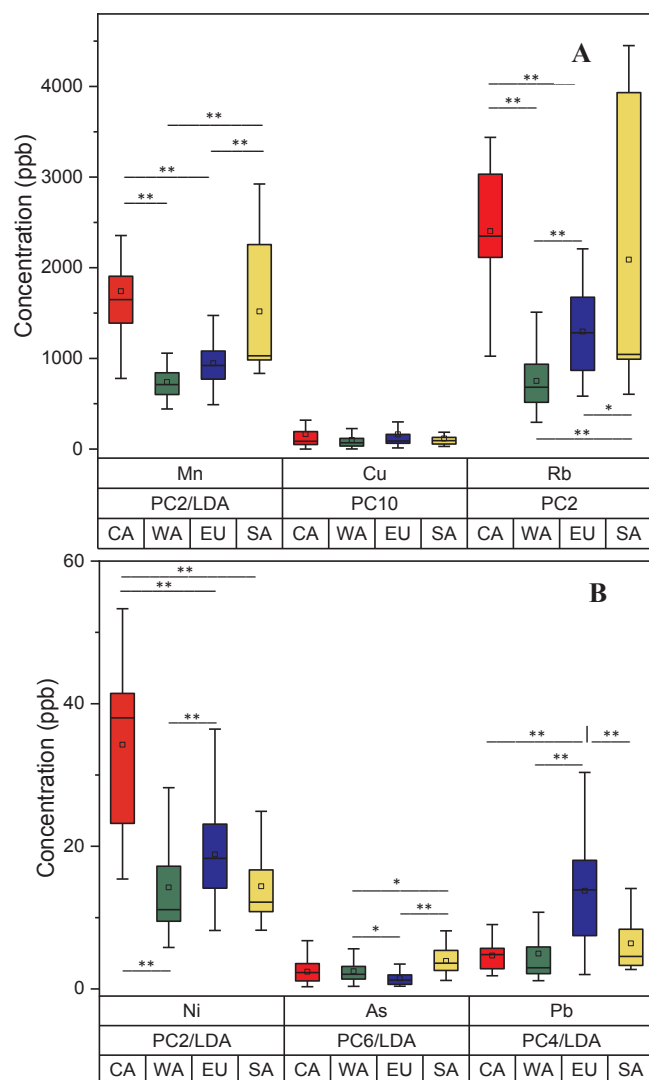 A
Concentration (ppb)
4000
3000
2000
1000
0
** ** ** ** ** ** ** ** * **
Mn Cu Rb
PC2/LDA PC10 PC2
CA WA EU SA CA WA EU SA CA WA EU SA
B
Concentration (ppb)
60
40
20
0
** ** ** ** * * ** ** ** **
Ni As Pb
PC2/LDA PC6/LDA PC4/LDA
CA WA EU SA CA WA EU SA CA WA EU SA